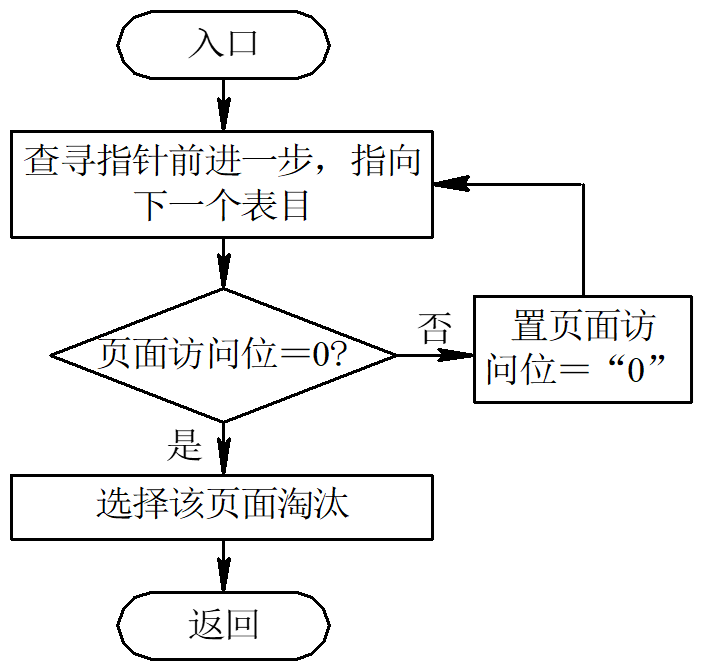 入口
查寻指针前进一步，指向
下一个表目
页面访问位＝0?
否
置页面访
问位＝“0”
是
选择该页面淘汰
返回